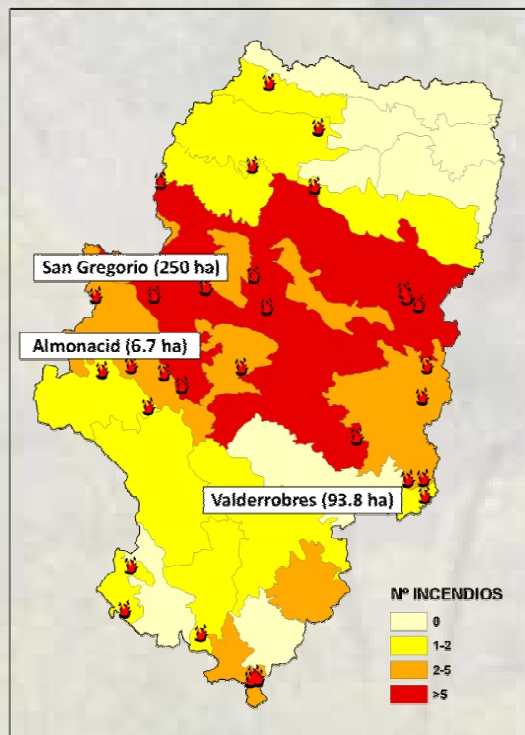 San Gregorio (250 ha)
Almonacid (6.7 ha)
Valderrobres (93.8 ha)
Nº INCENDIOS
0
1-2
2-5
>5